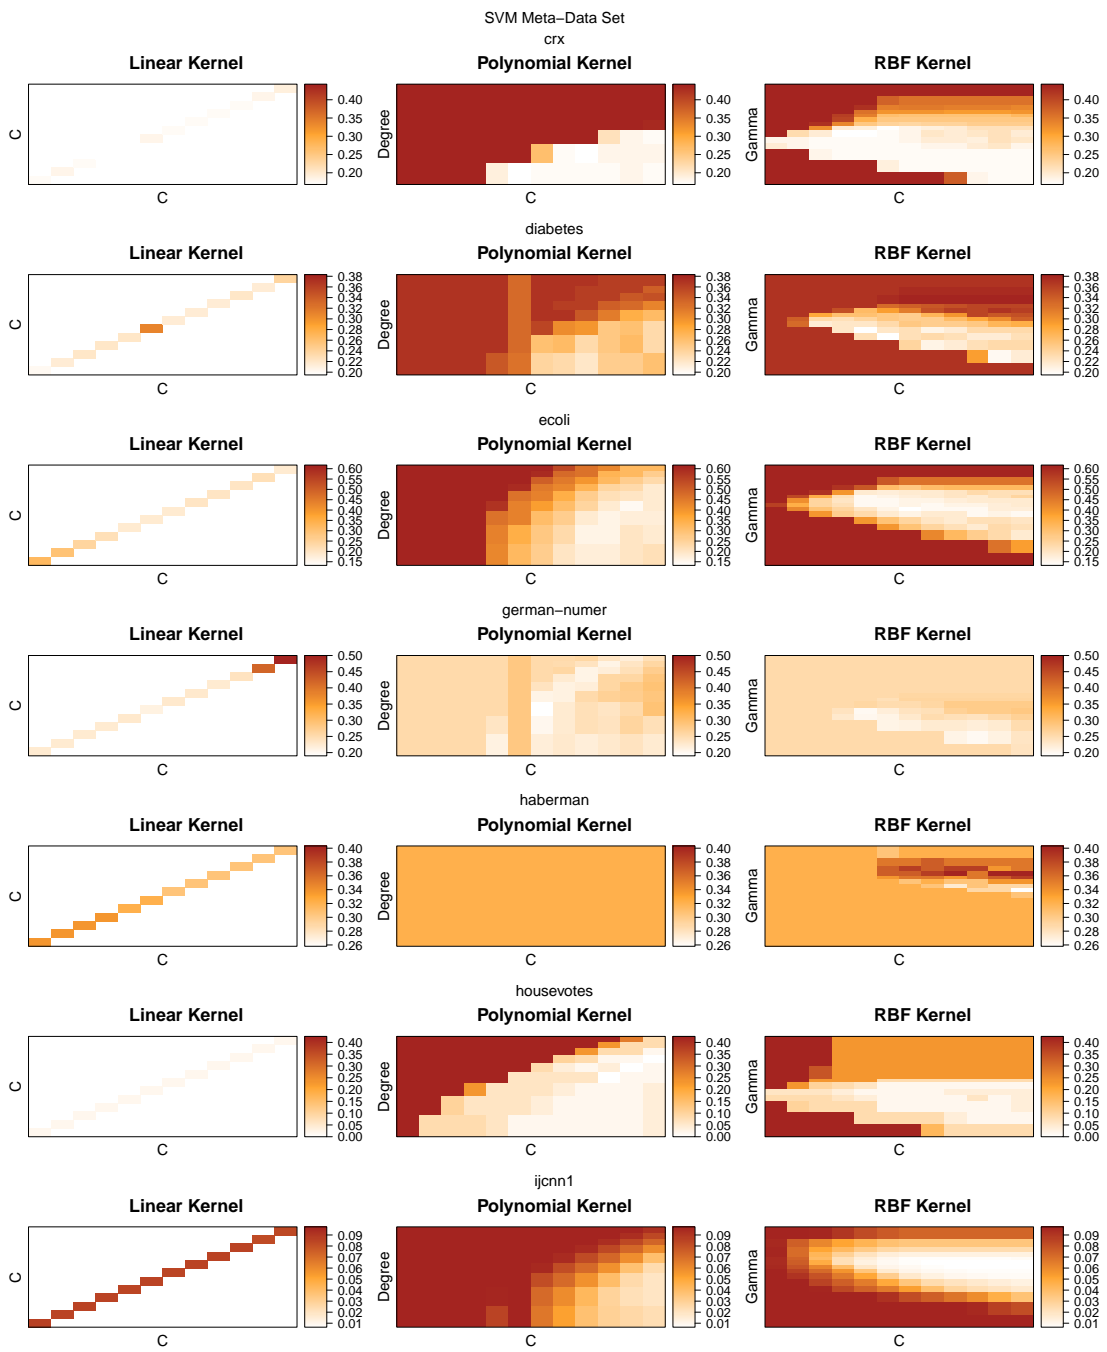 SVM Meta−Data Set
crx
Linear Kernel
C
C
Polynomial Kernel
Degree
C
RBF Kernel
Gamma
C
0.40
0.35
0.30
0.25
0.20
0.40
0.35
0.30
0.25
0.20
0.40
0.35
0.30
0.25
0.20
diabetes
Linear Kernel
C
C
Polynomial Kernel
Degree
C
RBF Kernel
Gamma
C
0.38
0.36
0.34
0.32
0.30
0.28
0.26
0.24
0.22
0.20
0.38
0.36
0.34
0.32
0.30
0.28
0.26
0.24
0.22
0.20
0.38
0.36
0.34
0.32
0.30
0.28
0.26
0.24
0.22
0.20
ecoli
Linear Kernel
C
C
Polynomial Kernel
Degree
C
RBF Kernel
Gamma
C
0.60
0.55
0.50
0.45
0.40
0.35
0.30
0.25
0.20
0.15
0.60
0.55
0.50
0.45
0.40
0.35
0.30
0.25
0.20
0.15
0.60
0.55
0.50
0.45
0.40
0.35
0.30
0.25
0.20
0.15
german−numer
Linear Kernel
C
C
Polynomial Kernel
Degree
C
RBF Kernel
Gamma
C
0.50
0.45
0.40
0.35
0.30
0.25
0.20
0.50
0.45
0.40
0.35
0.30
0.25
0.20
0.50
0.45
0.40
0.35
0.30
0.25
0.20
haberman
Linear Kernel
C
C
Polynomial Kernel
Degree
C
RBF Kernel
Gamma
C
0.40
0.38
0.36
0.34
0.32
0.30
0.28
0.26
0.40
0.38
0.36
0.34
0.32
0.30
0.28
0.26
0.40
0.38
0.36
0.34
0.32
0.30
0.28
0.26
housevotes
Linear Kernel
C
C
Polynomial Kernel
Degree
C
RBF Kernel
Gamma
C
0.40
0.35
0.30
0.25
0.20
0.15
0.10
0.05
0.00
0.40
0.35
0.30
0.25
0.20
0.15
0.10
0.05
0.00
0.40
0.35
0.30
0.25
0.20
0.15
0.10
0.05
0.00
ijcnn1
Linear Kernel
C
C
Polynomial Kernel
Degree
C
RBF Kernel
Gamma
C
0.09
0.08
0.07
0.06
0.05
0.04
0.03
0.02
0.01
0.09
0.08
0.07
0.06
0.05
0.04
0.03
0.02
0.01
0.09
0.08
0.07
0.06
0.05
0.04
0.03
0.02
0.01